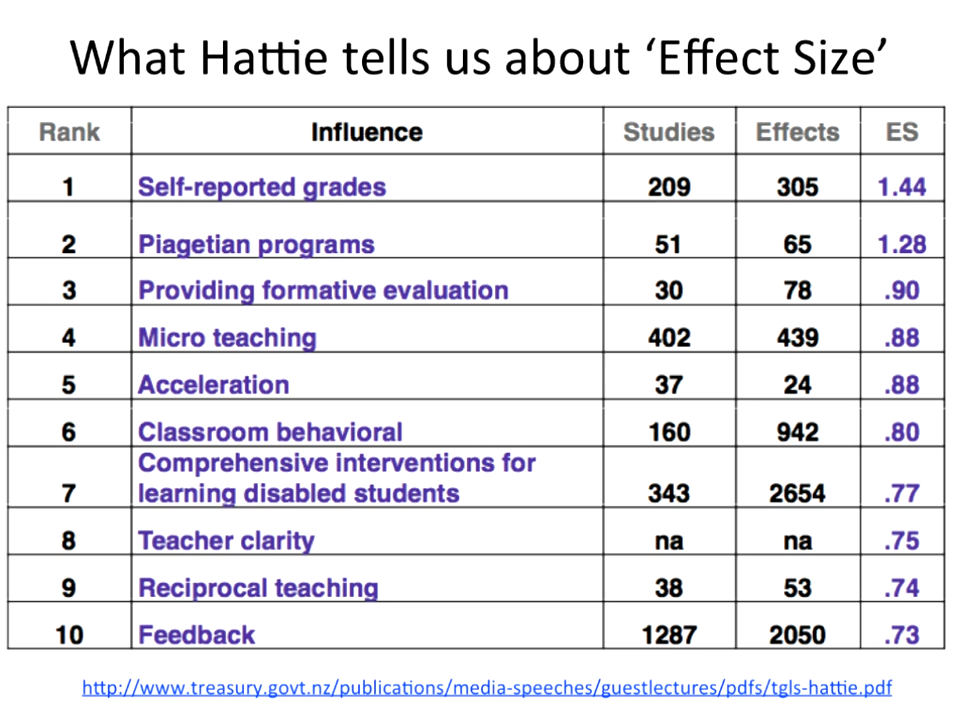 What Hattie tells us about ‘Effect Size’
Rank Influence Studies Effects ES
1 Self-reported grades 209 305 1.44
2 Piagetian programs 51 65 1.28
3 Providing formative evaluation 30 78 .90
4 Micro teaching 402 439 .88
5 Acceleration 37 24 .88
6 Classroom behavioral 160 942 .80
Comprehensive interventions for
7 learning disabled students 343 2654 .77
8 Teacher clarity na na .75
9 Reciprocal teaching 38 53 .74
10 Feedback 1287 2050 .73
http://www.treasury.govt.nz/publications/media-speeches/guestlectures/pdfs/tgls-hattie.pdf